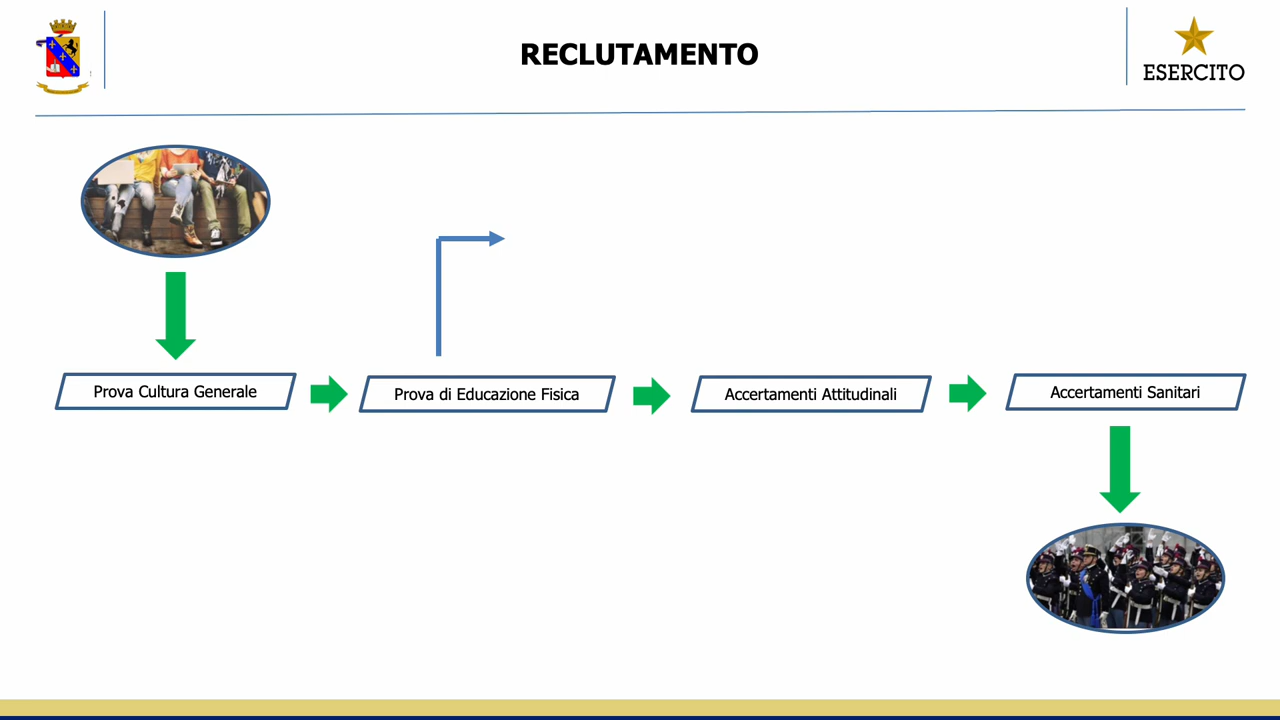 RECLUTAMENTO
ESERCITO
Prova Cultura Generale
Prova di Educazione Fisica
Accertamenti Attitudinali
Accertamenti Sanitari